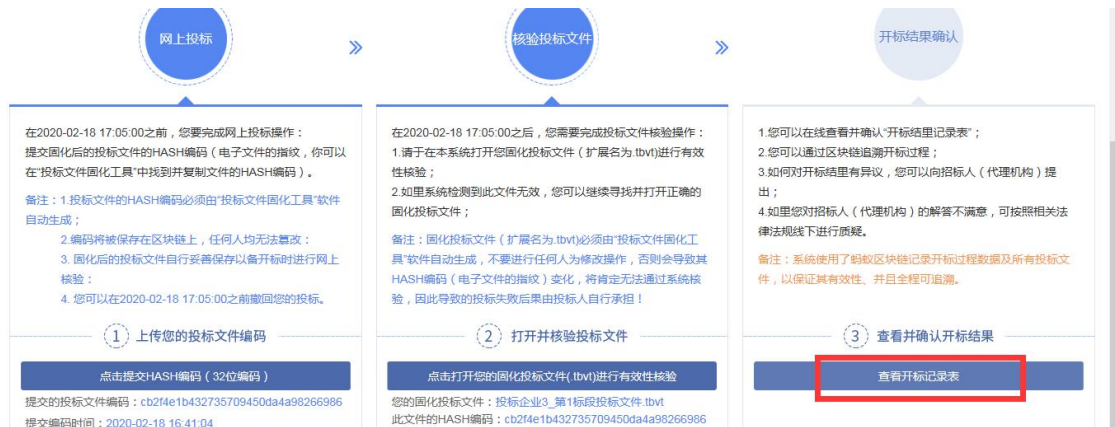 网上投标
核验投标文件
开标结果确认
在2020-02-18 17:05:00之前，您要完成网上投标操作：
提交固化后的投标文件的HASH编码（电子文件的指纹，你可以
在“投标文件固化工具”中找到并复制文件的HASH编码）。
备注：1.投标文件的HASH编码必须由“投标文件固化工具”软件
自动生成；
2.编码将被保存在区块链上，任何人均无法篡改：
3. 固化后的投标文件自行妥善保存以备开标时进行网上
核验：
4. 您可以在2020-02-18 17:05:00之前撤回您的投标。
1 上传您的投标文件编码
点击提交HASH编码（32位编码）
提交的投标文件编码：cb2f4e1b432735709450da4a98266986
提交编码时间：2020-02-18 16:41:04
在2020-02-18 17:05:00之后，您需要完成投标文件核验操作：
1.请于在本系统打开您固化投标文件（扩展名为.tbvt)进行有效
性核验；
2.如里系统检测到此文件无效，您可以继续寻找并打开正确的
固化投标文件；
备注：固化投标文件（扩展名为.tbvt)必须由“投标文件固化工
具”软件自动生成，不要进行任何人为修改操作，否则会导致其
HASH编码（电子文件的指纹）变化，将肯定无法通过系统核
验，因此导致的投标失败后果由投标人自行承担！
2 打开并核验投标文件
点击打开您的固化投标文件(.tbvt)进行有效性核验
您的固化投标文件：投标企业3_第1标段投标文件.tbvt
此文件的HASH编码：cb2f4e1b432735709450da4a98266986
1.您可以在线查看并确认“开标结里记录表”；
2.您可以通过区块链追溯开标过程；
3.如何对开标结里有异议，您可以向招标人（代理机构）提
出；
4.如里您对招标人（代理机构）的解答不满意，可按照相关法
律法规线下进行质疑。
备注：系统使用了蚂蚁区块链记录开标过程数据及所有投标文
件，以保证其有效性、并且全程可追溯。
3 查看并确认开标结果
查看开标记录表